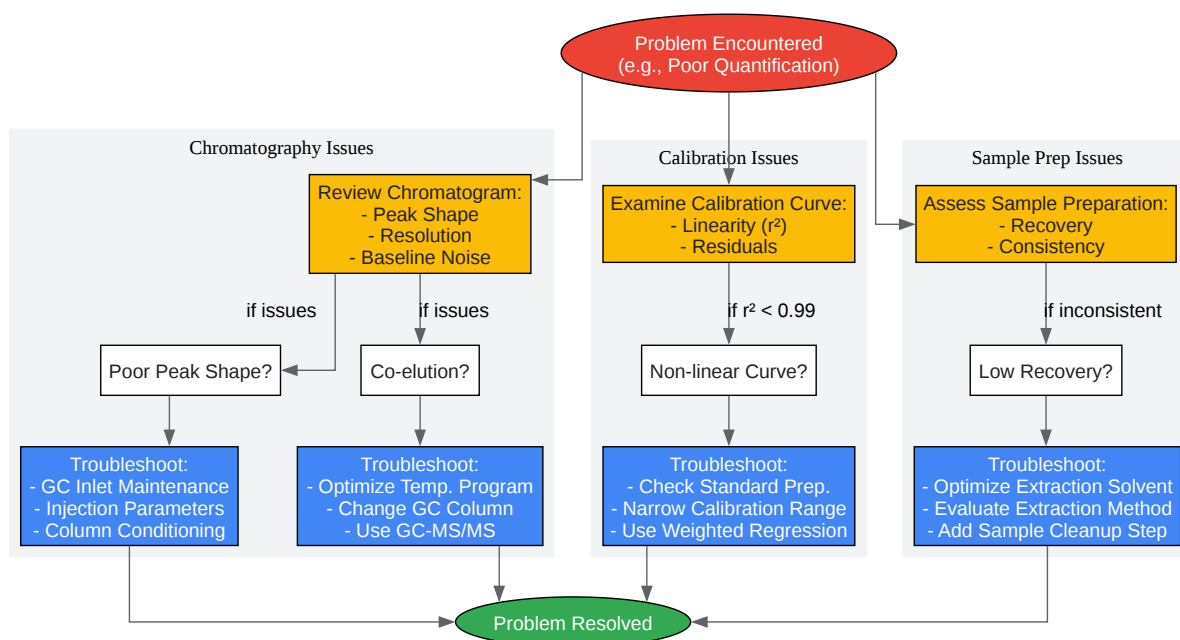 Problem Encountered
(e.g., Poor Quantification)
Chromatography Issues
Review Chromatogram:
- Peak Shape
- Resolution
- Baseline Noise
if issues
if issues
Poor Peak Shape?
Co-elution?
Troubleshoot:
- GC Inlet Maintenance
- Injection Parameters
- Column Conditioning
Troubleshoot:
- Optimize Temp. Program
- Change GC Column
- Use GC-MS/MS
Calibration Issues
Examine Calibration Curve:
- Linearity (r²)
- Residuals
if r² < 0.99
Non-linear Curve?
Troubleshoot:
- Check Standard Prep.
- Narrow Calibration Range
- Use Weighted Regression
Sample Prep Issues
Assess Sample Preparation:
- Recovery
- Consistency
if inconsistent
Low Recovery?
Troubleshoot:
- Optimize Extraction Solvent
- Evaluate Extraction Method
- Add Sample Cleanup Step
Problem Resolved